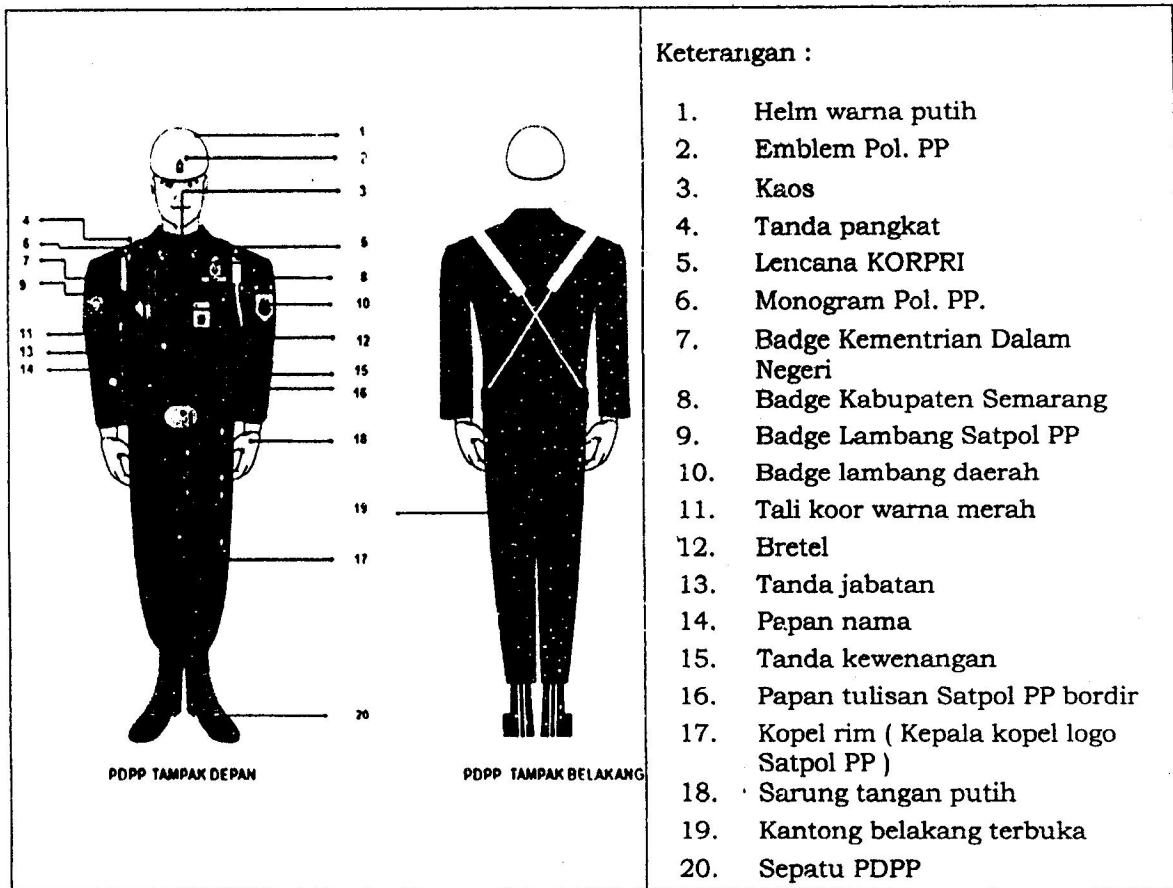 1
2
3
4
6
7
9
11
13
14
5
8
10
12
15
16
18
19
17
20
PDPP TAMPAK DEPAN
PDPP TAMPAK BELAKANG
Keterangan :
1. Helm warna putih
2. Emblem Pol. PP
3. Kaos
4. Tanda pangkat
5. Lencana KORPRI
6. Monogram Pol. PP.
7. Badge Kementrian Dalam
Negeri
8. Badge Kabupaten Semarang
9. Badge Lambang Satpol PP
10. Badge lambang daerah
11. Tali koor warna merah
12. Bretel
13. Tanda jabatan
14. Papan nama
15. Tanda kewenangan
16. Papan tulisan Satpol PP bordir
17. Kopel rim ( Kepala kopel logo
Satpol PP )
18. Sarung tangan putih
19. Kantong belakang terbuka
20. Sepatu PDPP